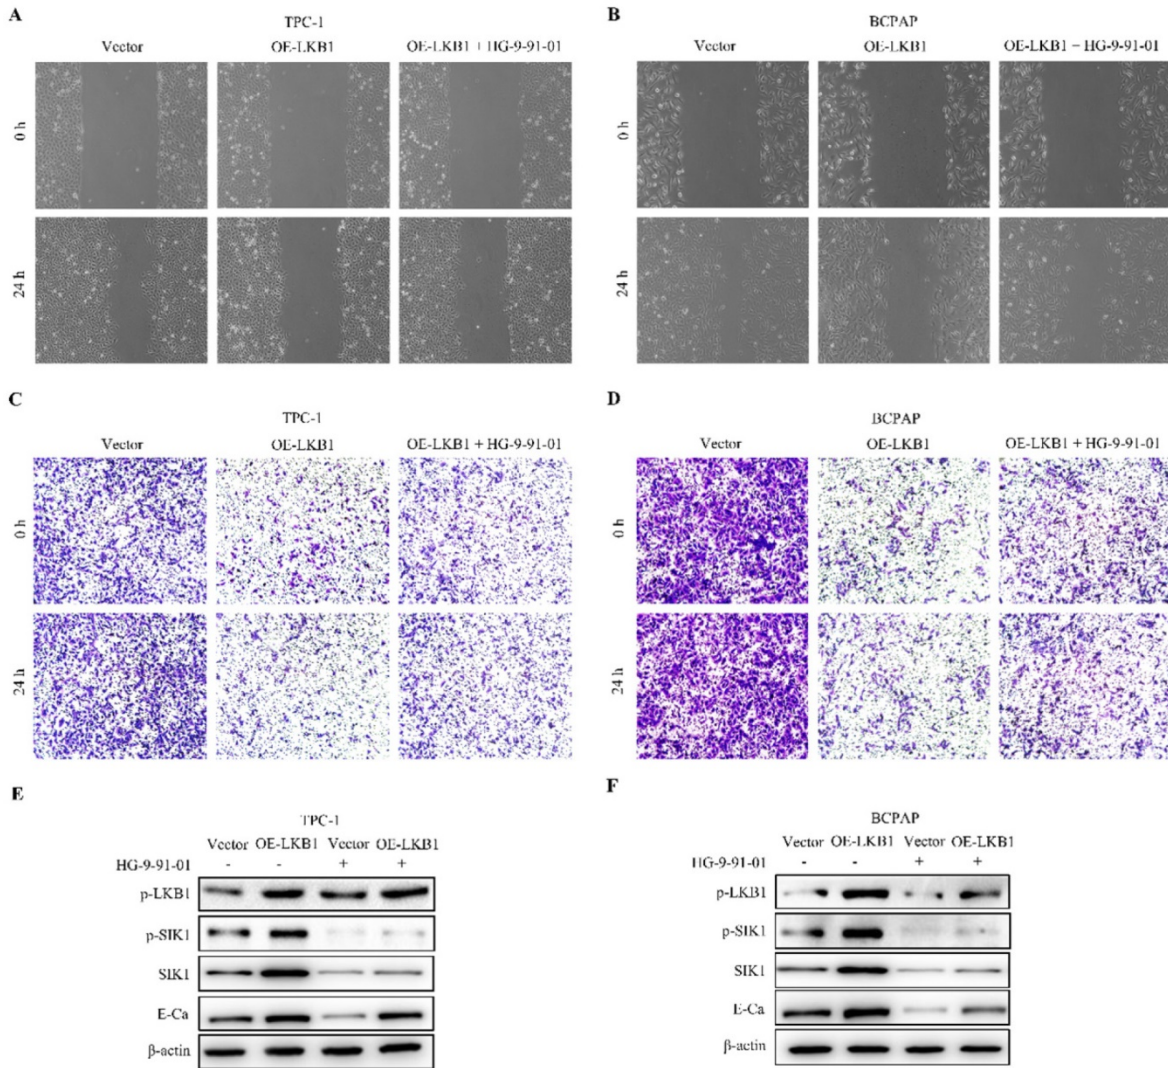 A
TPC-1
Vector OE-LKB1 OE-LKB1 + HG-9-91-01
0 h
24 h
B
BCPAP
Vector OE-LKB1 OE-LKB1 − HG-9-91-01
0 h
24 h
C
TPC-1
Vector OE-LKB1 OE-LKB1 + HG-9-91-01
0 h
24 h
D
BCPAP
Vector OE-LKB1 OE-LKB1 + HG-9-91-01
0 h
24 h
E
TPC-1
Vector OE-LKB1 Vector OE-LKB1
HG-9-91-01 - - + +
p-LKB1
p-SIK1
SIK1
E-Ca
β-actin
F
BCPAP
Vector OE-LKB1 Vector OE-LKB1
HG-9-91-01 - - + +
p-LKB1
p-SIK1
SIK1
E-Ca
β-actin